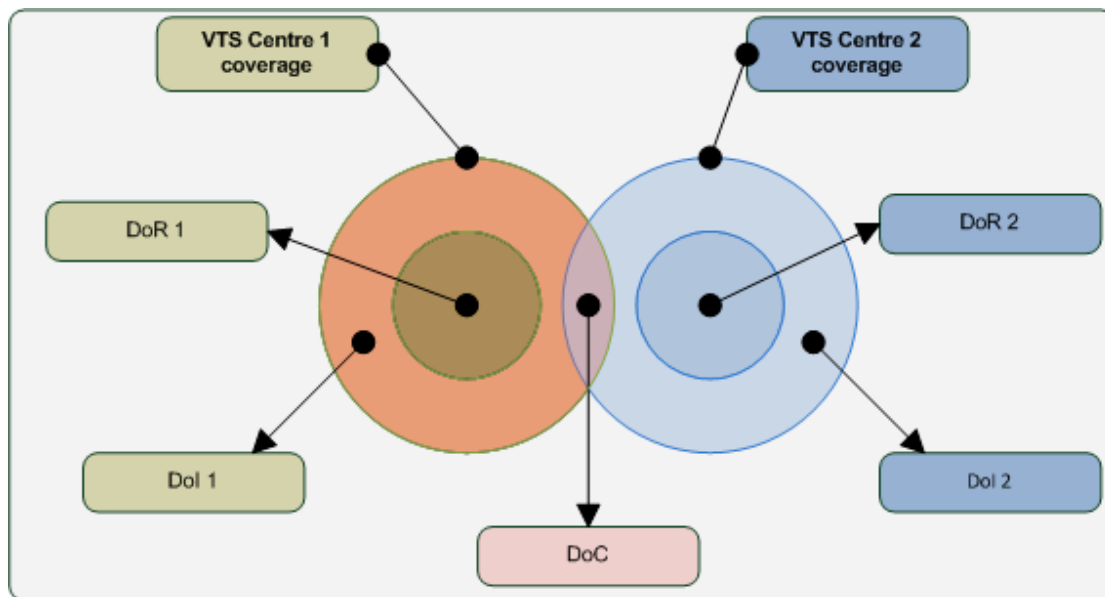 VTS Centre 1
coverage
VTS Centre 2
coverage
DoR 1
DoR 2
DoI 1
DoI 2
DoC